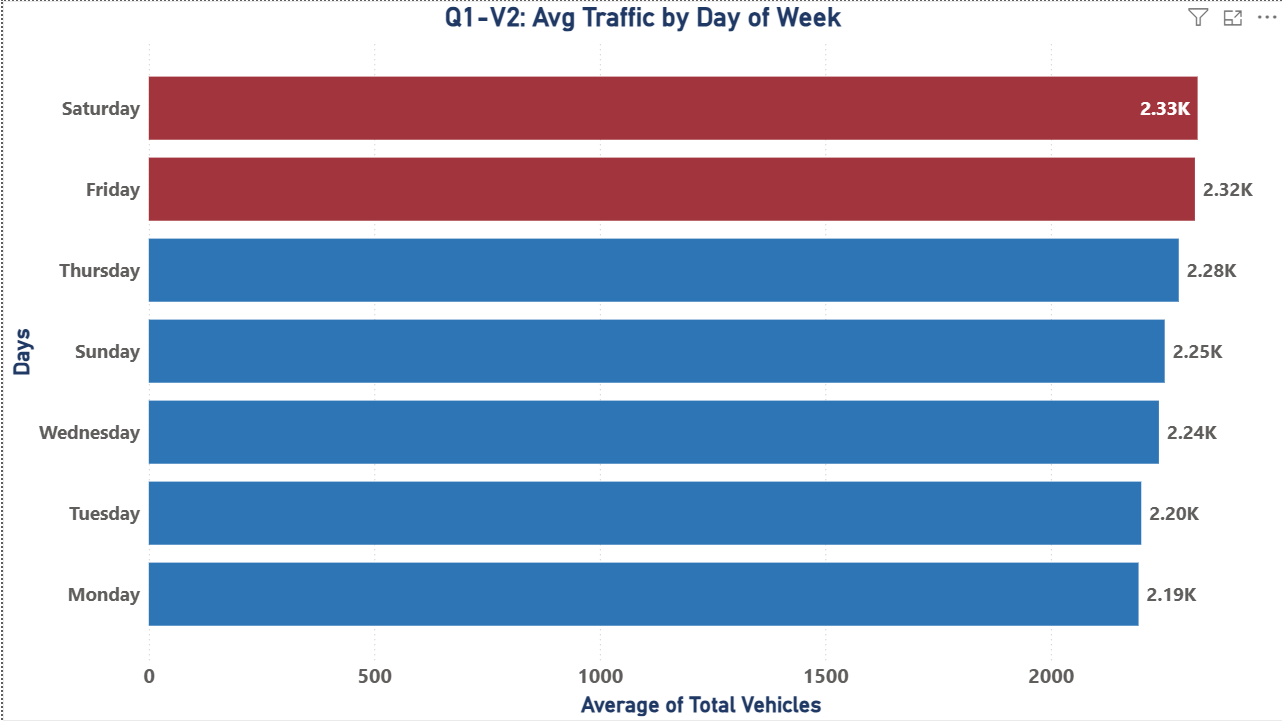 Q1-V2: Avg Traffic by Day of Week
Saturday 2.33K
Friday 2.32K
Thursday 2.28K
Sunday 2.25K
Wednesday 2.24K
Tuesday 2.20K
Monday 2.19K
Days
0 500 1000 1500 2000
Average of Total Vehicles